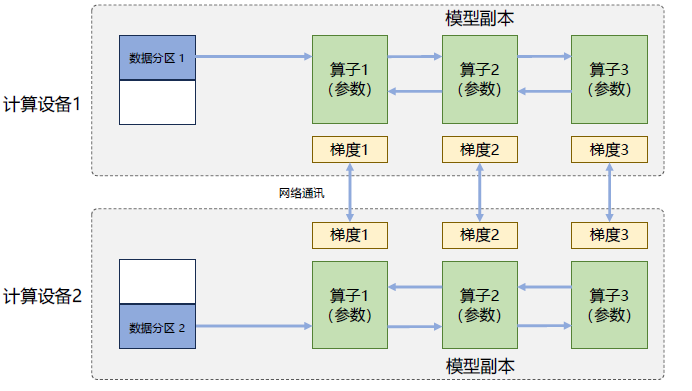 模型副本
数据分区 1
算子1
（参数）
算子2
（参数）
算子3
（参数）
计算设备1
梯度1
梯度2
梯度3
网络通讯
梯度1
梯度2
梯度3
计算设备2
算子1
（参数）
算子2
（参数）
算子3
（参数）
数据分区 2
模型副本